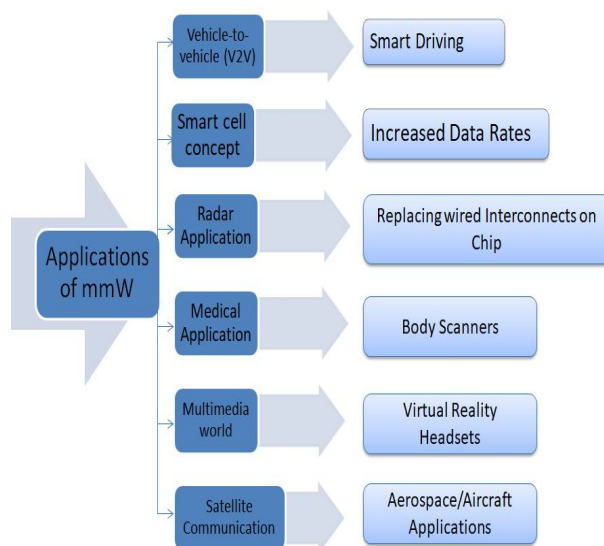 Applications
of mmW
Vehicle-to-
vehicle (V2V)
Smart Driving
Smart cell
concept
Increased Data Rates
Radar
Application
Replacing wired Interconnects on
Chip
Medical
Application
Body Scanners
Multimedia
world
Virtual Reality
Headsets
Satellite
Communication
Aerospace/Aircraft
Applications